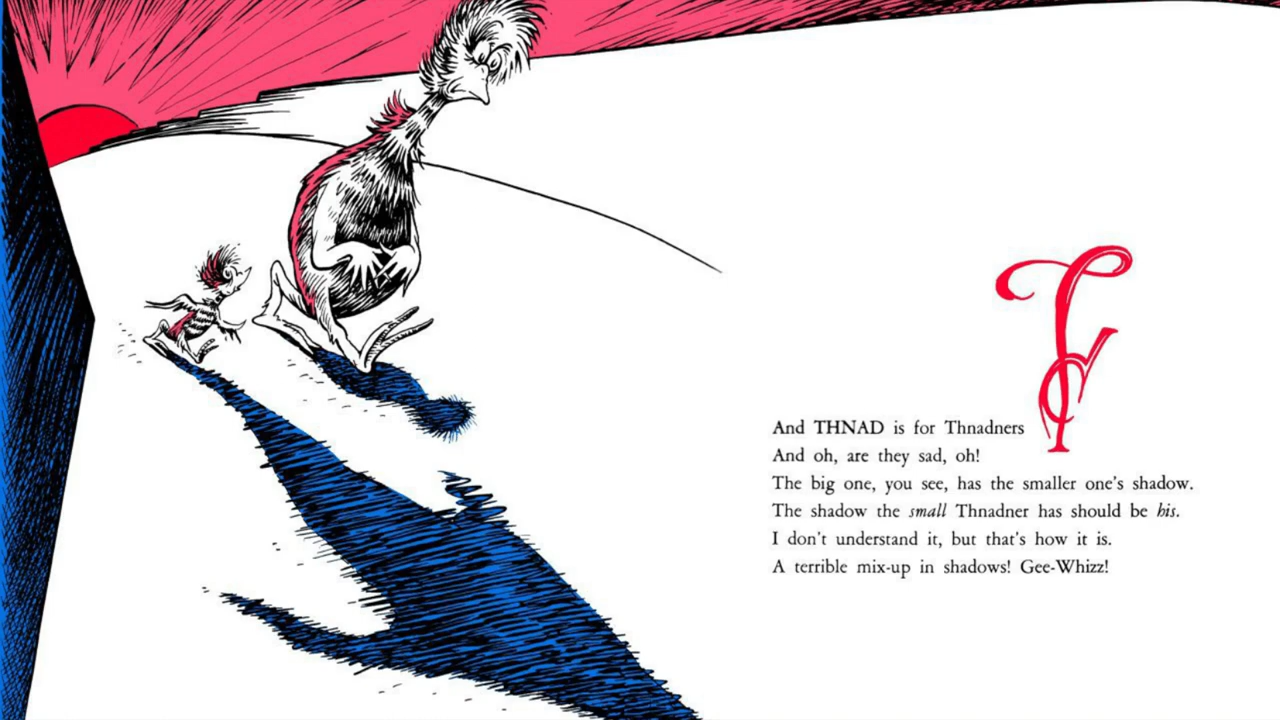 And THNAD is for Thnadners
And oh, are they sad, oh!
The big one, you see, has the smaller one's shadow.
The shadow the small Thnadner has should be his.
I don't understand it, but that's how it is.
A terrible mix-up in shadows! Gee-Whizz!